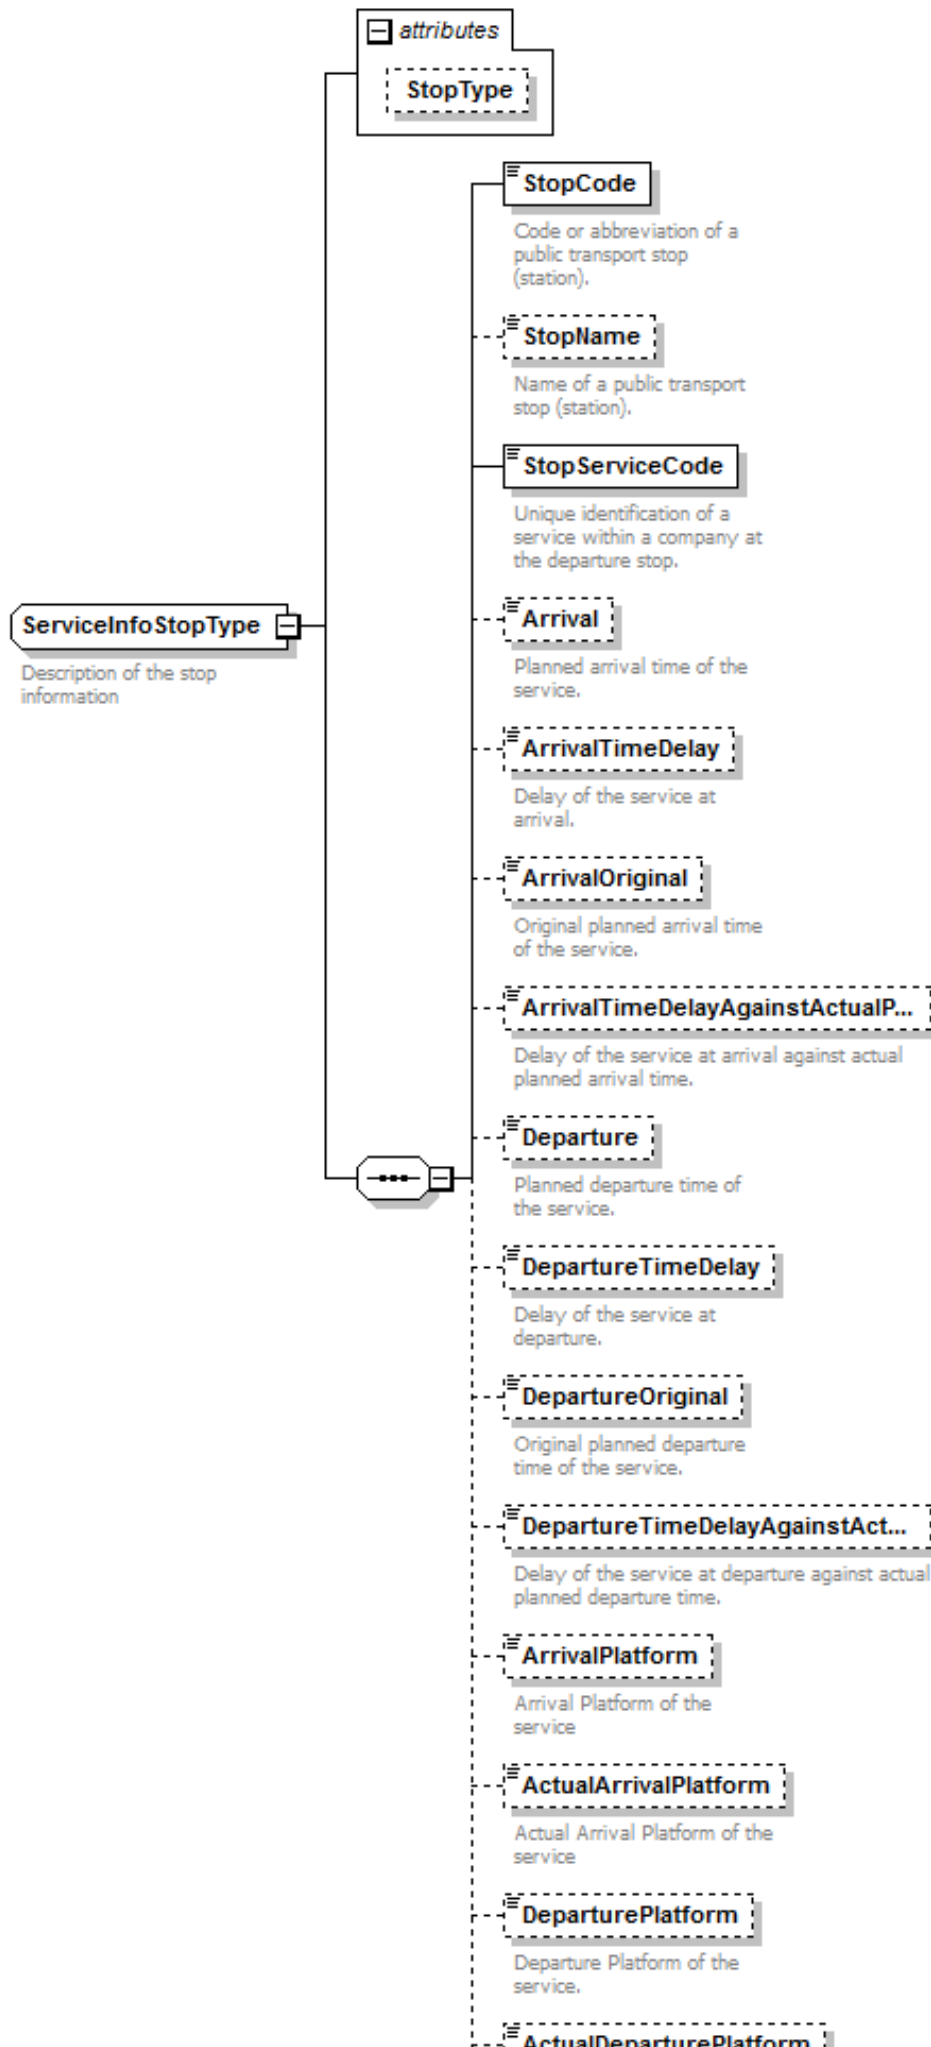 attributes
StopType
StopCode
Code or abbreviation of a
public transport stop
(station).
StopName
Name of a public transport
stop (station).
StopServiceCode
Unique identification of a
service within a company at
the departure stop.
ServiceInfoStopType
Description of the stop
information
Arrival
Planned arrival time of the
service.
ArrivalTimeDelay
Delay of the service at
arrival.
ArrivalOriginal
Original planned arrival time
of the service.
ArrivalTimeDelayAgainstActualP...
Delay of the service at arrival against actual
planned arrival time.
Departure
Planned departure time of
the service.
DepartureTimeDelay
Delay of the service at
departure.
DepartureOriginal
Original planned departure
time of the service.
DepartureTimeDelayAgainstAct...
Delay of the service at departure against actual
planned departure time.
ArrivalPlatform
Arrival Platform of the
service
ActualArrivalPlatform
Actual Arrival Platform of the
service
DeparturePlatform
Departure Platform of the
service.
ActualDeparturePlatform